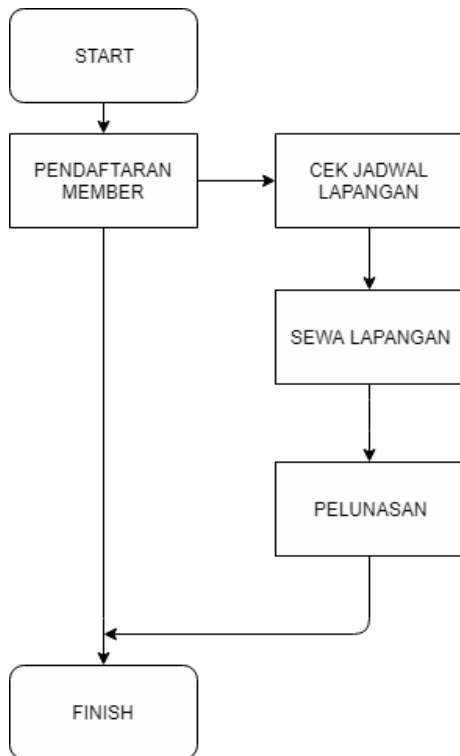 START
PENDAFTARAN
MEMBER
CEK JADWAL
LAPANGAN
SEWA LAPANGAN
PELUNASAN
FINISH